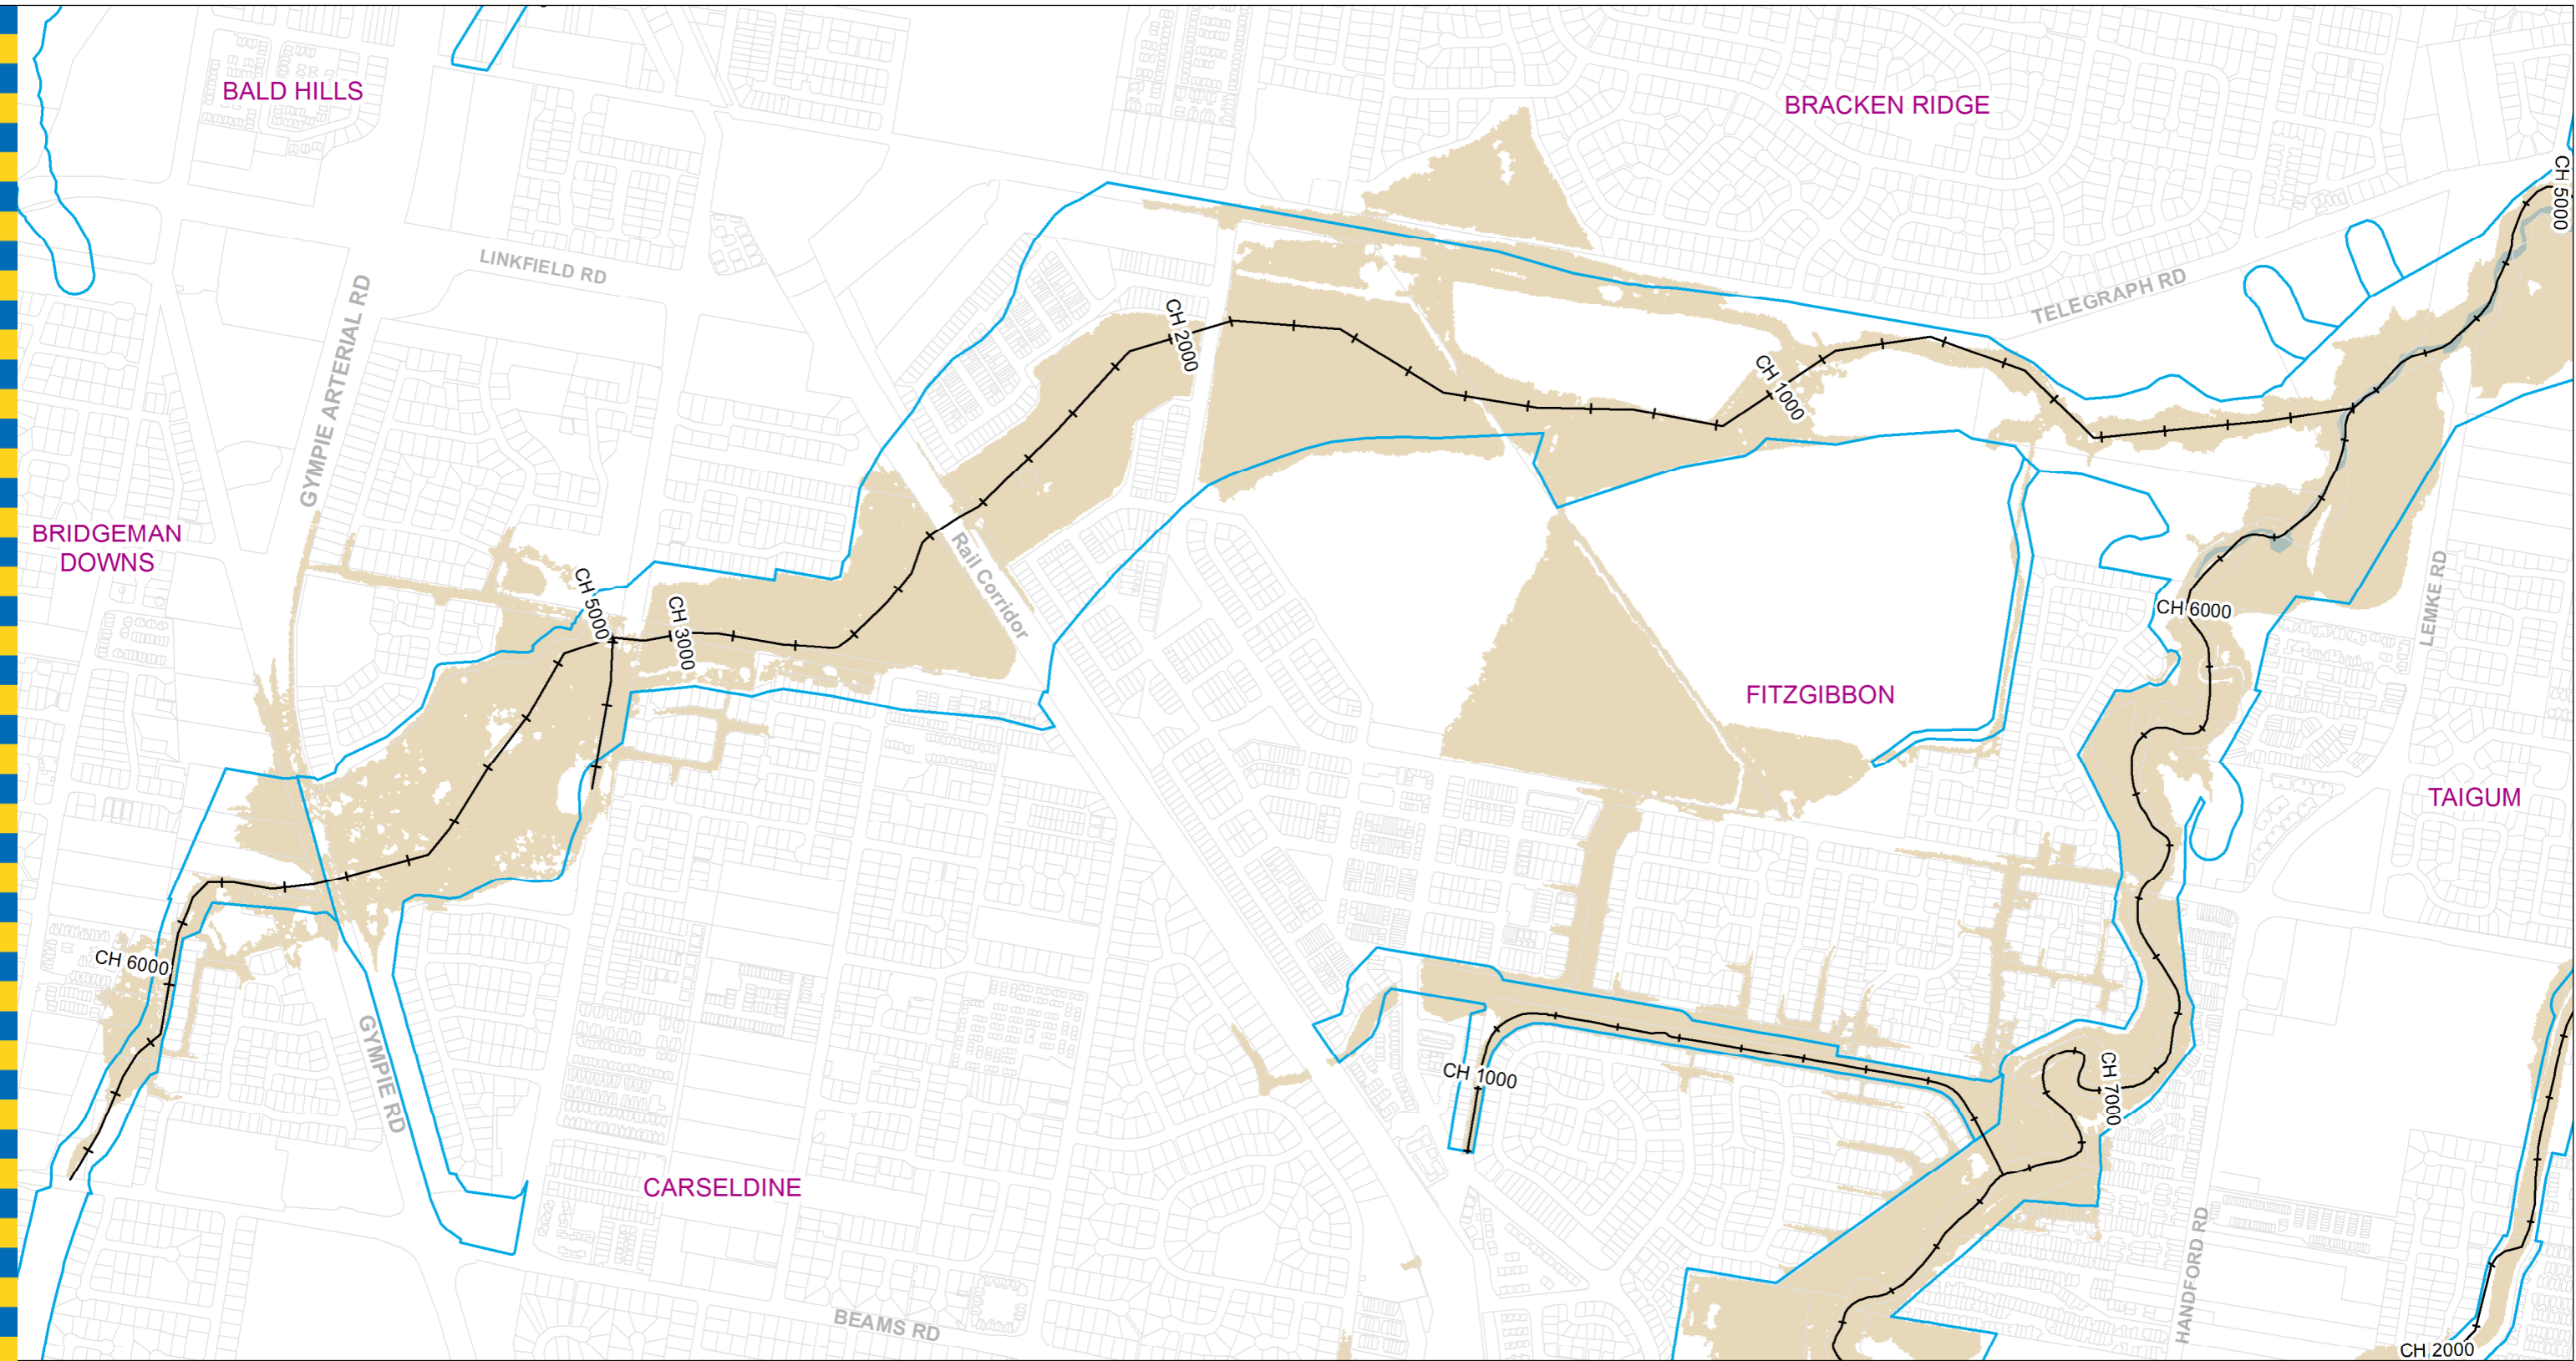 BALD HILLS
BRACKEN RIDGE
CH 5000
LINKFIELD RD
GYMPIE ARTERIAL RD
TELEGRAPH RD
CH 2000
CH 1000
BRIDGEMAN
DOWNS
Rail Corridor
CH 5000
CH 3000
CH 6000
LEMKE RD
FITZGIBBON
TAIGUM
CH 6000
GYMPIE RD
CH 1000
CH 7000
CARSELDINE
HANDFORD RD
BEAMS RD
CH 2000